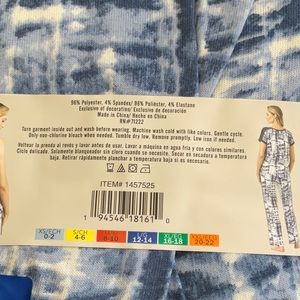 96% Polyester, 4% Spandex/ 96% Poliéster, 4% Elastane
Exclusive of decoration/ Exclusivo de decoración
Made in China/ Hecho en China
RN#71222
Turn garment inside out and wash before wearing. Machine wash cold with like colors. Gentle cycle.
Only non-chlorine bleach when needed. Tumble dry low. Remove promptly. Low iron if needed.
Voltear la prenda al revés y lavar antes de usar. Lavar a máquina en agua fría con colores similares.
Ciclo delicado. Solamente blanqueador sin cloro cuando se necesite. Secar en secadora a temperatura
baja. Retirar rápidamente planchar a temperatura baja, si es necesario.
ITEM# 1457525
1 94546 18161 0
XS/ECH S/CH M/M L/G XL/EG XXL/EEG
0-2 4-6 8-10 12-14 16-18 20-22